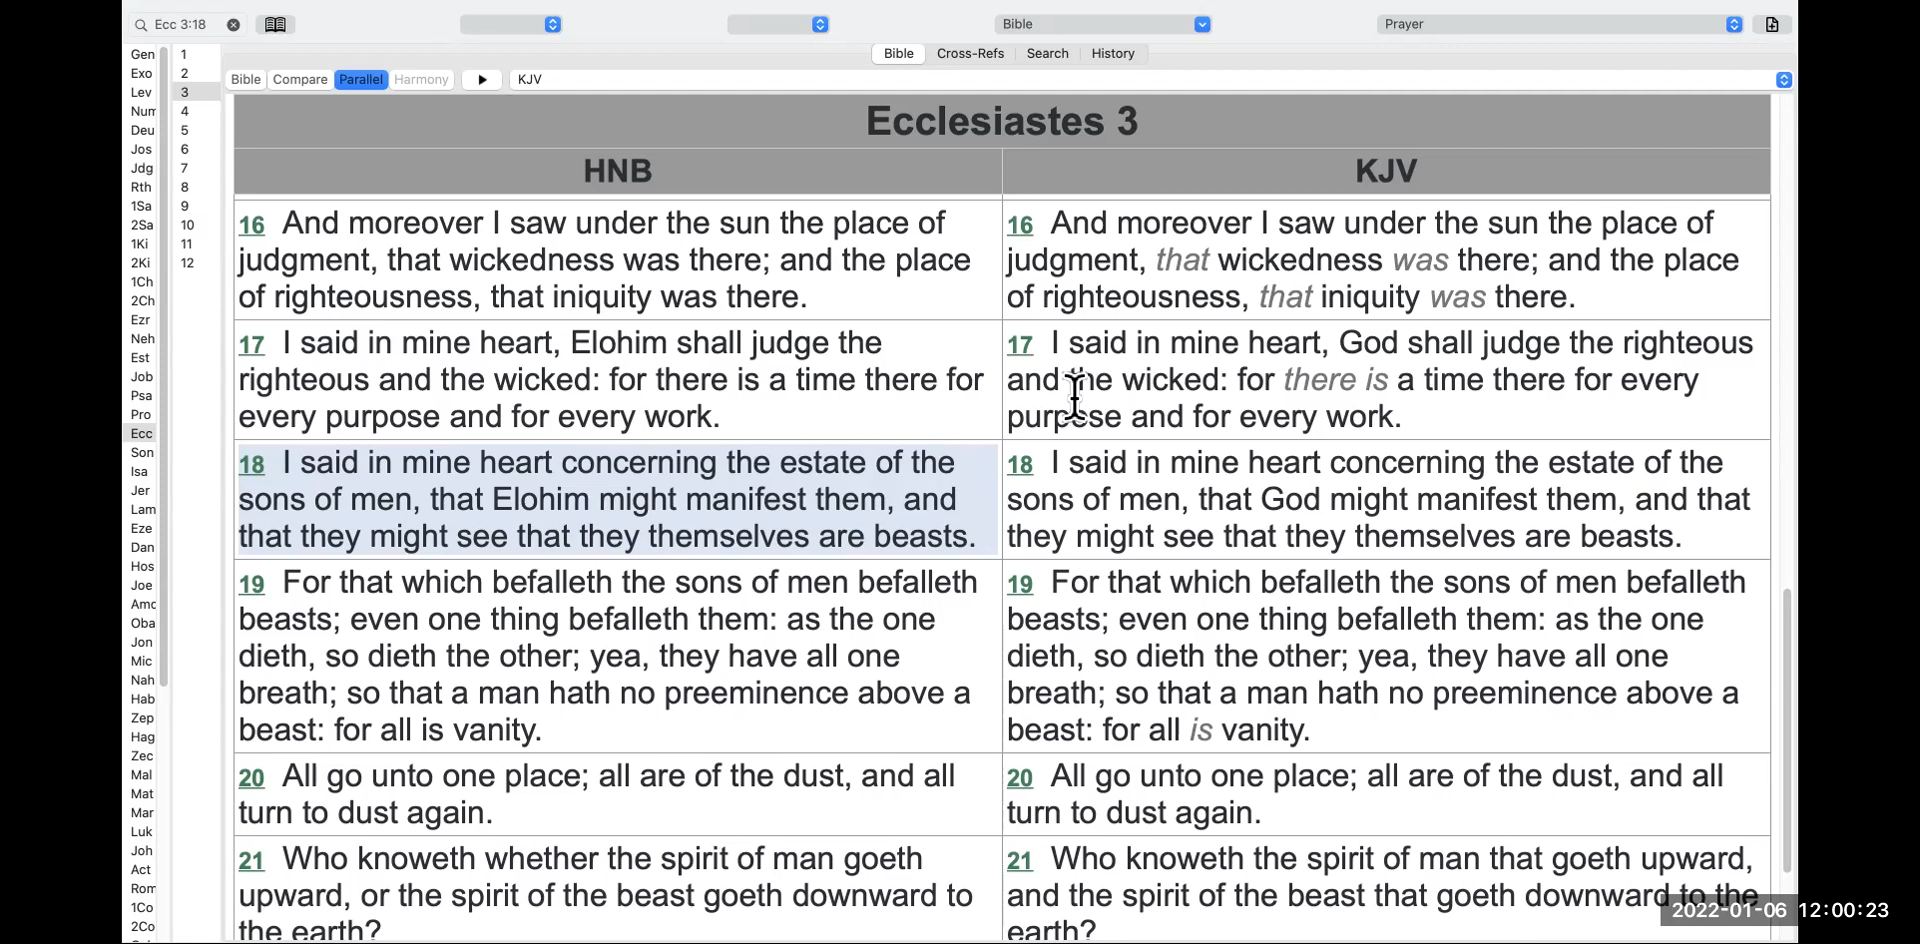 Ecc 3:18
Bible
Prayer
Bible Cross-Refs Search History
Bible Compare Parallel Harmony KJV
Gen
Exo
Lev
Num
Deu
Jos
Jdg
Rth
1Sa
2Sa
1Ki
2Ki
1Ch
2Ch
Ezr
Neh
Est
Job
Psa
Pro
Ecc
Son
Isa
Jer
Lam
Eze
Dan
Hos
Joe
Amo
Oba
Jon
Mic
Nah
Hab
Zep
Hag
Zec
Mal
Mat
Mar
Luk
Joh
Act
Rom
1Co
2Co
1
2
3
4
5
6
7
8
9
10
11
12
Ecclesiastes 3
HNB
16 And moreover I saw under the sun the place of
judgment, that wickedness was there; and the place
of righteousness, that iniquity was there.
17 I said in mine heart, Elohim shall judge the
righteous and the wicked: for there is a time there for
every purpose and for every work.
18 I said in mine heart concerning the estate of the
sons of men, that Elohim might manifest them, and
that they might see that they themselves are beasts.
19 For that which befalleth the sons of men befalleth
beasts; even one thing befalleth them: as the one
dieth, so dieth the other; yea, they have all one
breath; so that a man hath no preeminence above a
beast: for all is vanity.
20 All go unto one place; all are of the dust, and all
turn to dust again.
21 Who knoweth whether the spirit of man goeth
upward, or the spirit of the beast goeth downward to
the earth?
KJV
16 And moreover I saw under the sun the place of
judgment, that wickedness was there; and the place
of righteousness, that iniquity was there.
17 I said in mine heart, God shall judge the righteous
and the wicked: for there is a time there for every
purpose and for every work.
18 I said in mine heart concerning the estate of the
sons of men, that God might manifest them, and that
they might see that they themselves are beasts.
19 For that which befalleth the sons of men befalleth
beasts; even one thing befalleth them: as the one
dieth, so dieth the other; yea, they have all one
breath; so that a man hath no preeminence above a
beast: for all is vanity.
20 All go unto one place; all are of the dust, and all
turn to dust again.
21 Who knoweth the spirit of man that goeth upward,
and the spirit of the beast that goeth downward to the
earth?
2022-01-06 12:00:23